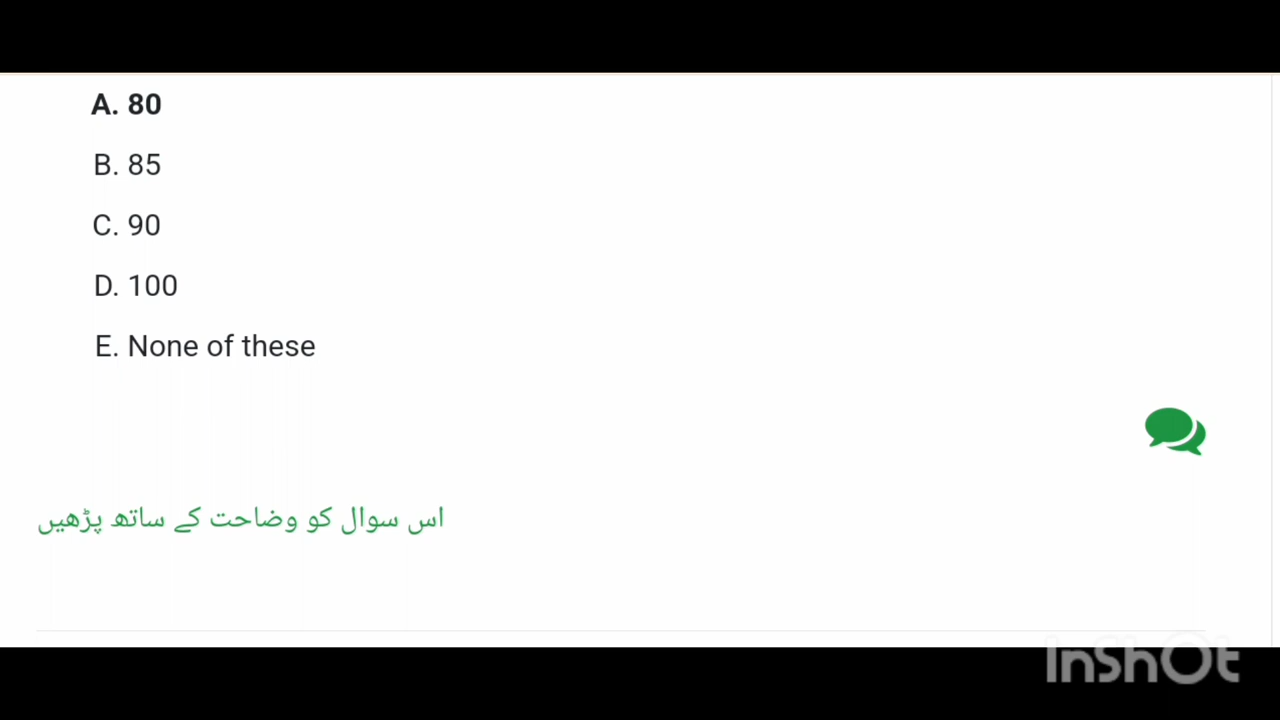 A. 80
B. 85
C. 90
D. 100
E. None of these
اس سوال کو وضاحت کے ساتھ پڑھیں
InShOt